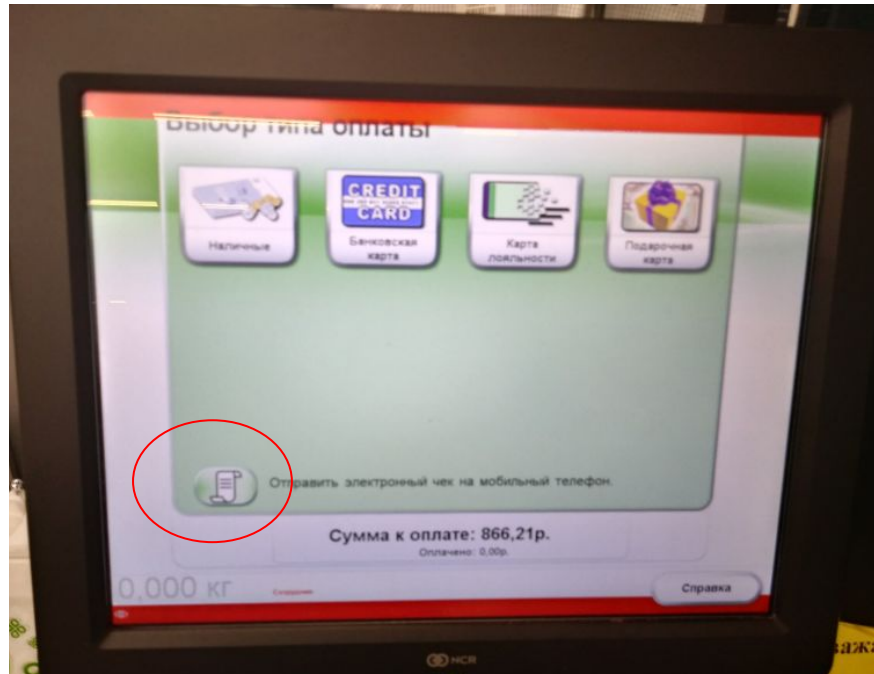 Выбор типа оплаты
CREDIT
CARD
Наличные
Банковская
карта
Карта
лояльности
Подарочная
карта
Отправить электронный чек на мобильный телефон.
Сумма к оплате: 866,21р.
Оплачено: 0,00р.
0,000 кг
Справка
NCR